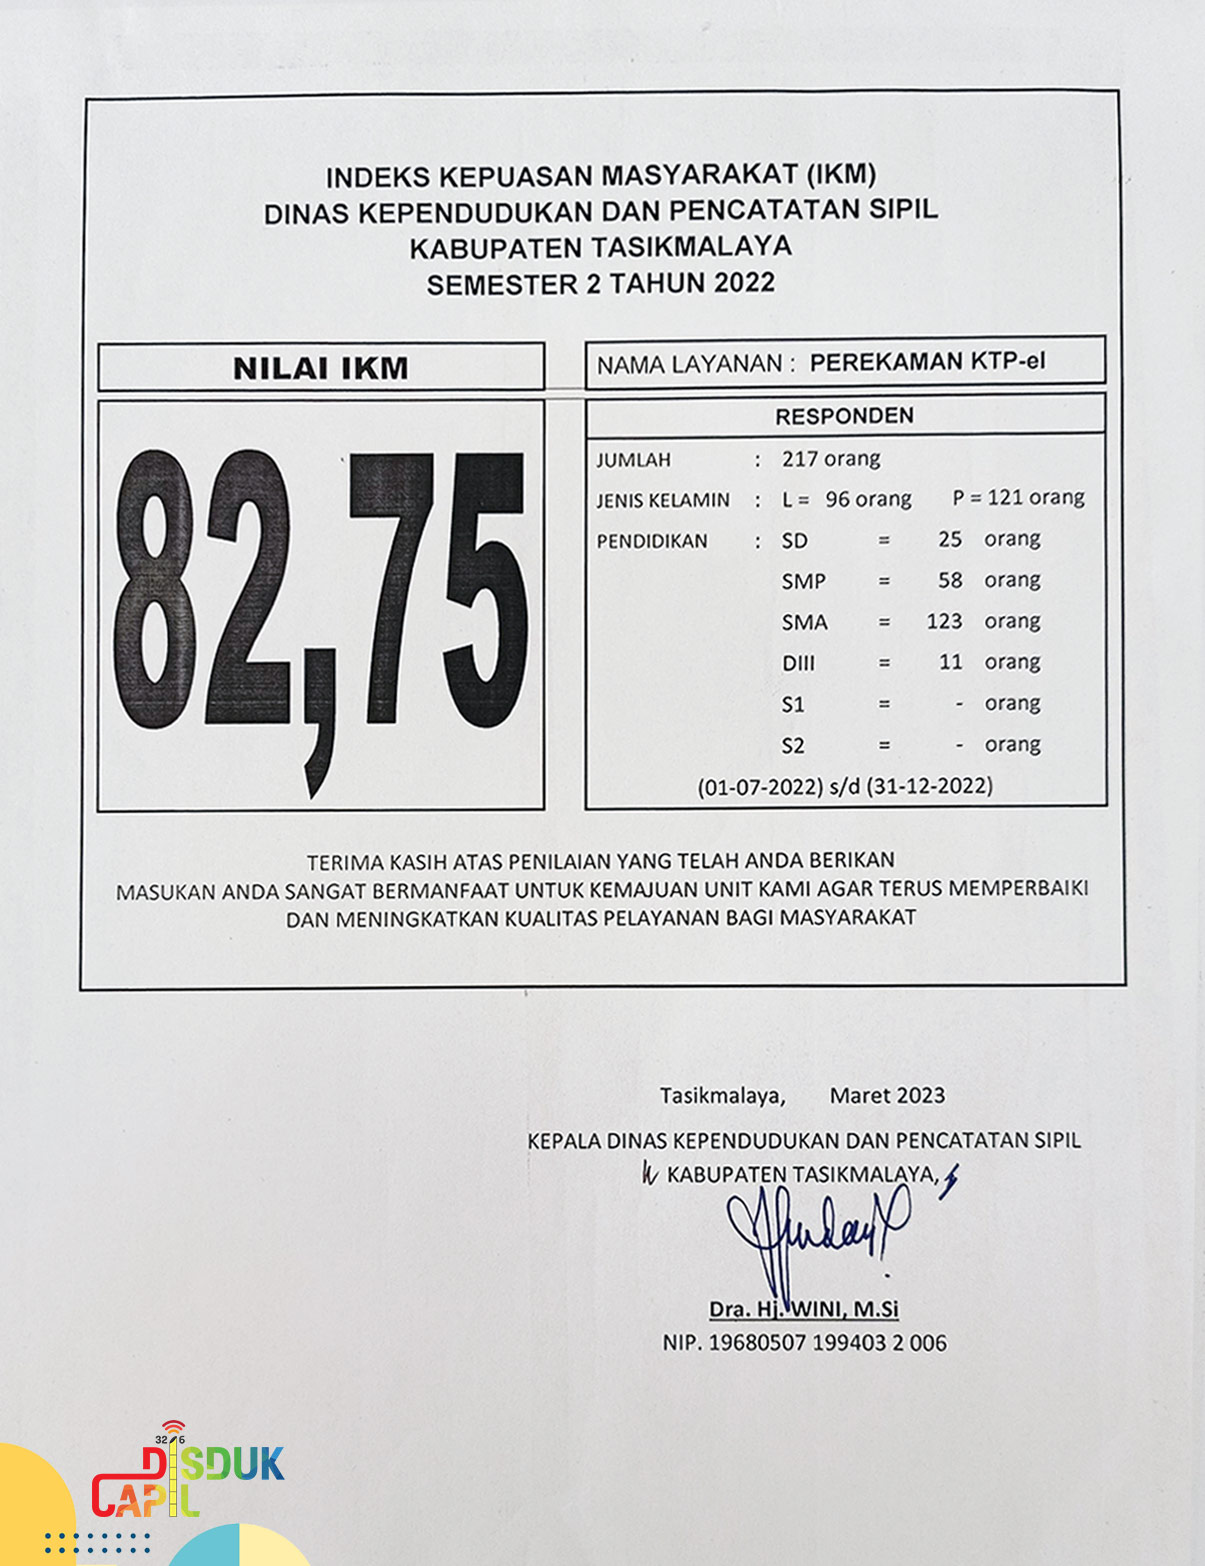 INDEKS KEPUASAN MASYARAKAT (IKM)
DINAS KEPENDUDUKAN DAN PENCATATAN SIPIL
KABUPATEN TASIKMALAYA
SEMESTER 2 TAHUN 2022
NILAI IKM
82,75
NAMA LAYANAN : PEREKAMAN KTP-el
RESPONDEN
JUMLAH : 217 orang
JENIS KELAMIN : L = 96 orang P = 121 orang
PENDIDIKAN : SD = 25 orang
SMP = 58 orang
SMA = 123 orang
DIII = 11 orang
S1 = - orang
S2 = - orang
(01-07-2022) s/d (31-12-2022)
TERIMA KASIH ATAS PENILAIAN YANG TELAH ANDA BERIKAN
MASUKAN ANDA SANGAT BERMANFAAT UNTUK KEMAJUAN UNIT KAMI AGAR TERUS MEMPERBAIKI
DAN MENINGKATKAN KUALITAS PELAYANAN BAGI MASYARAKAT
Tasikmalaya, Maret 2023
KEPALA DINAS KEPENDUDUKAN DAN PENCATATAN SIPIL
KABUPATEN TASIKMALAYA,
Dra. Hj. WINI, M.Si
NIP. 19680507 199403 2 006
DISDUK
CAPIL